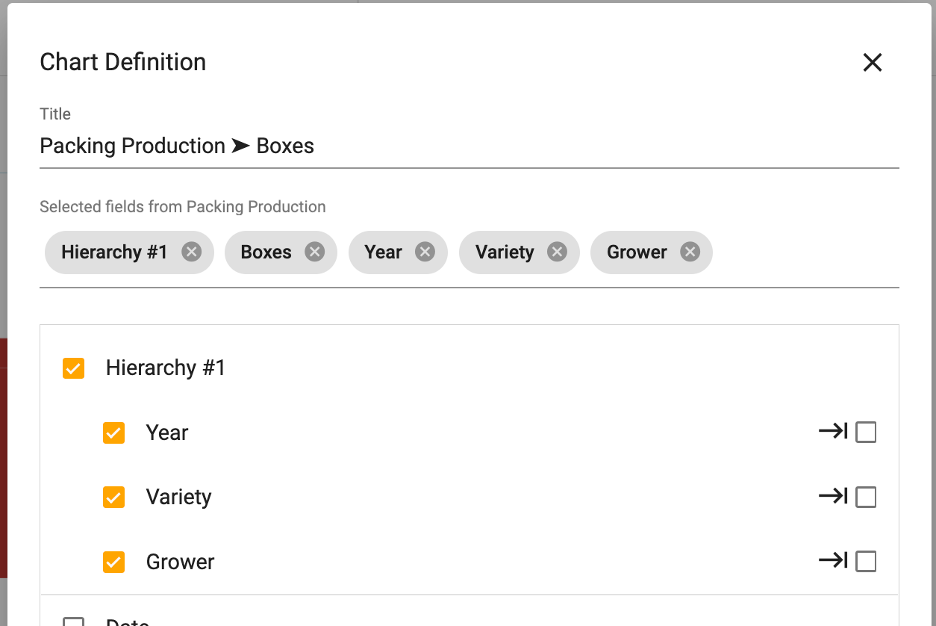 Chart Definition
Title
Packing Production ➤ Boxes
Selected fields from Packing Production
Hierarchy #1 Boxes Year Variety Grower
Hierarchy #1
Year
Variety
Grower
Date